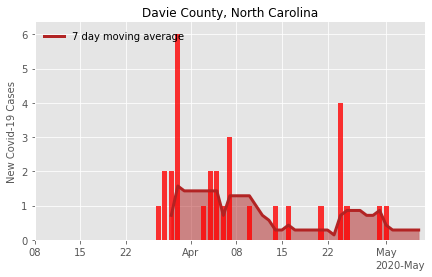 Davie County, North Carolina
7 day moving average
New Covid-19 Cases
6
5
4
3
2
1
0
08 15 22 Apr 08 15 22 May
2020-May